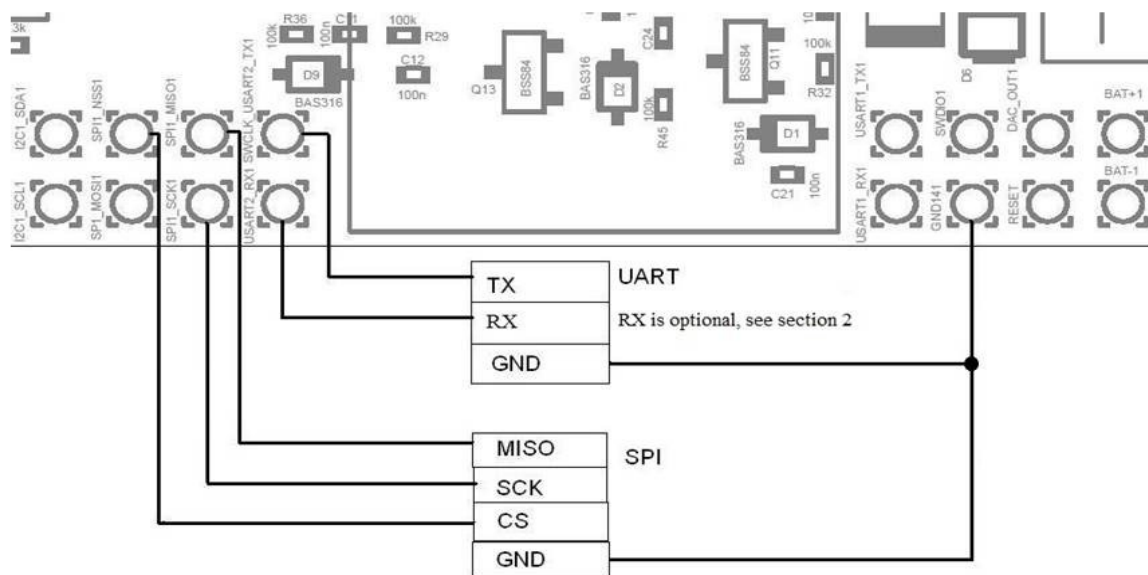 3k
R36
100k
C11
100n
R29
100k
C12
100n
D9
BAS316
Q13
BSS84
BAS316
D2
C24
100k
R45
BSS84
Q11
100k
R32
BAS316
D1
C21
100n
D6
I2C1_SDA1
SPI1_NSS1
SPI1_MISO1
SWCLK_USART2_TX1
USART1_TX1
SWDIO1
DAC_OUT1
BAT+1
I2C1_SCL1
SP1_MOSI1
SPI1_SCK1
USART2_RX1
USART1_RX1
GND141
RESET
BAT-1
TX
UART
RX
RX is optional, see section 2
GND
MISO
SPI
SCK
CS
GND